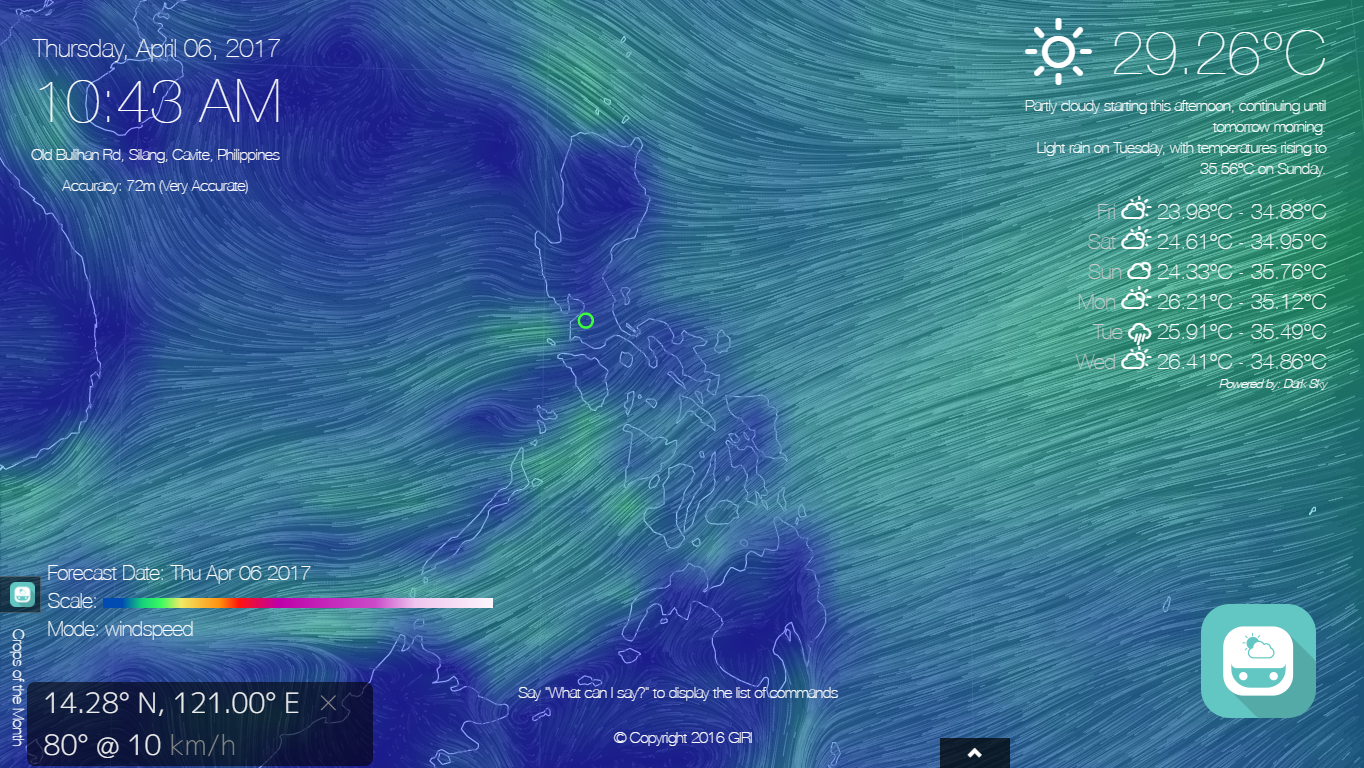 Thursday, April 06, 2017
10:43 AM
Old Bulihan Rd, Silang, Cavite, Philippines
Accuracy: 72m (Very Accurate)
29.26°C
Partly cloudy starting this afternoon, continuing until
tomorrow morning.
Light rain on Tuesday, with temperatures rising to
35.56°C on Sunday.
Fri 23.98°C - 34.88°C
Sat 24.61°C - 34.95°C
Sun 24.33°C - 35.76°C
Mon 26.21°C - 35.12°C
Tue 25.91°C - 35.49°C
Wed 26.41°C - 34.86°C
Powered by: Dark Sky
Forecast Date: Thu Apr 06 2017
Scale:
Mode: windspeed
Crops of the Month
14.28° N, 121.00° E ×
80° @ 10 km/h
Say "What can I say?" to display the list of commands
© Copyright 2016 GIRI